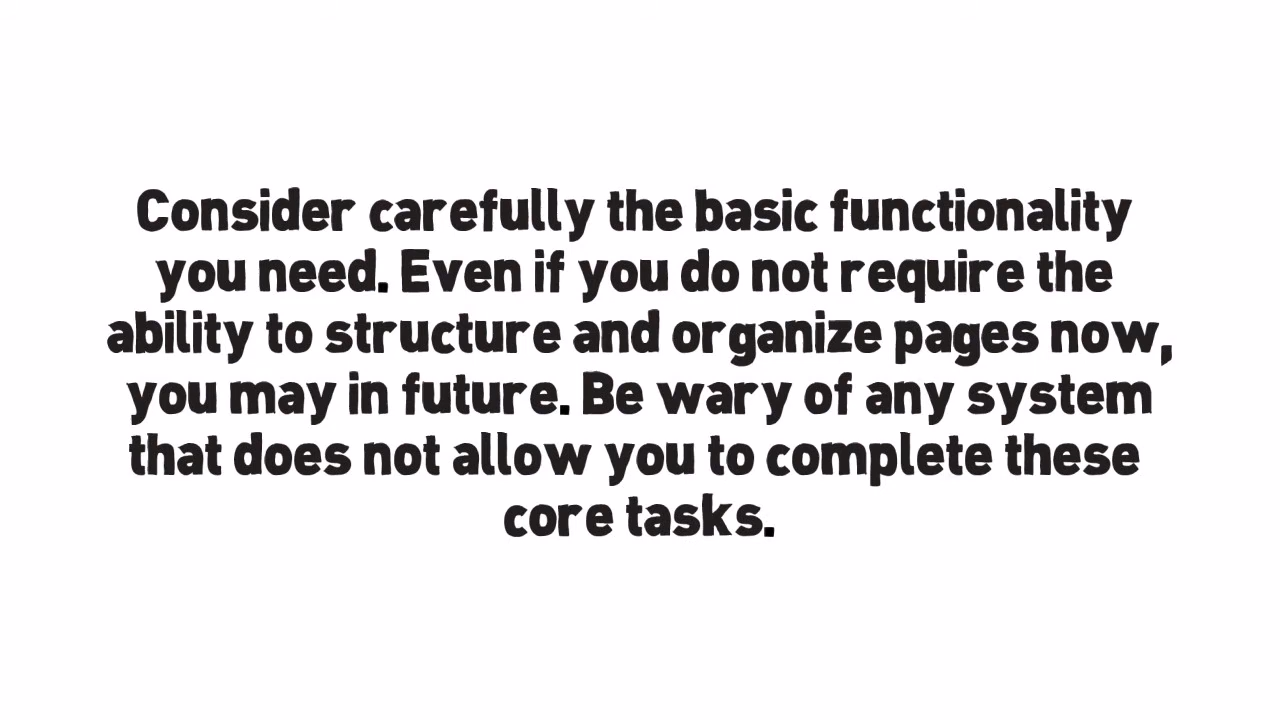 Consider carefully the basic functionality
you need. Even if you do not require the
ability to structure and organize pages now,
you may in future. Be wary of any system
that does not allow you to complete these
core tasks.